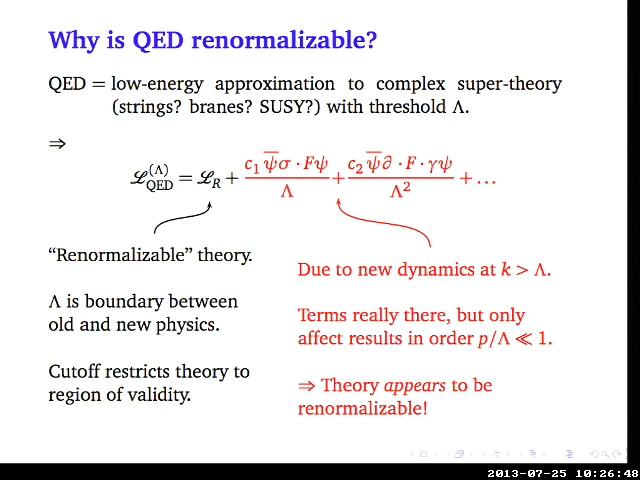 Why is QED renormalizable?
QED = low-energy approximation to complex super-theory
(strings? branes? SUSY?) with threshold Λ.
⇒
ℒ_QED^(Λ) = ℒ_R + c₁ ψ̄σ · Fψ / Λ + c₂ ψ̄∂ · F · γψ / Λ² + …
“Renormalizable” theory.
Λ is boundary between
old and new physics.
Cutoff restricts theory to
region of validity.
Due to new dynamics at k > Λ.
Terms really there, but only
affect results in order p/Λ ≪ 1.
⇒ Theory appears to be
renormalizable!
2013-07-25 10:26:48